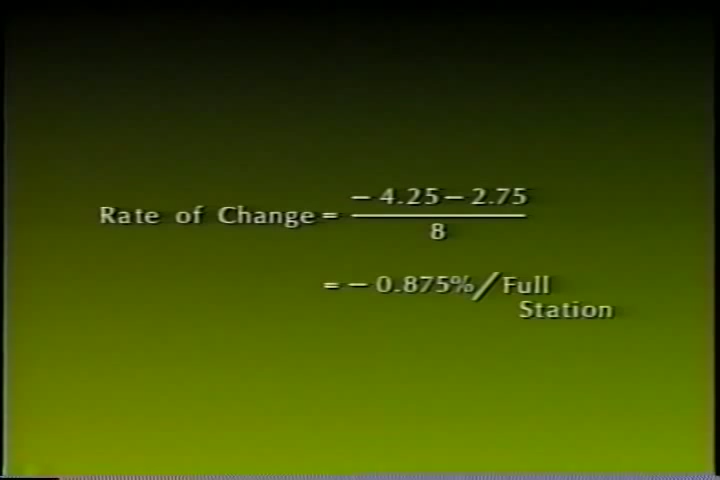 − 4.25 − 2.75
Rate of Change =
8
= − 0.875%/Full
Station